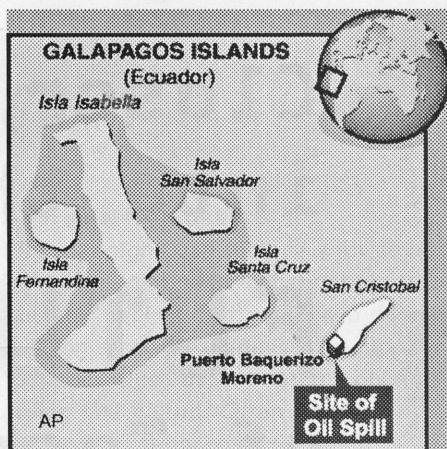 GALAPAGOS ISLANDS
(Ecuador)
Isla Isabella
Isla
San Salvador
Isla
Fernandina
Isla
Santa Cruz
San Cristobal
Puerto Baquerizo
Moreno
Site of
Oil Spill
AP